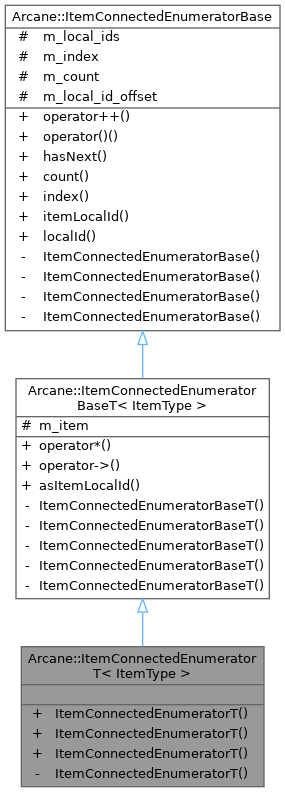 Arcane::ItemConnectedEnumeratorBase
# m_local_ids
# m_index
# m_count
# m_local_id_offset
+ operator++()
+ operator()()
+ hasNext()
+ count()
+ index()
+ itemLocalId()
+ localId()
- ItemConnectedEnumeratorBase()
- ItemConnectedEnumeratorBase()
- ItemConnectedEnumeratorBase()
- ItemConnectedEnumeratorBase()
Arcane::ItemConnectedEnumerator
BaseT< ItemType >
# m_item
+ operator*()
+ operator->()
+ asItemLocalId()
- ItemConnectedEnumeratorBaseT()
- ItemConnectedEnumeratorBaseT()
- ItemConnectedEnumeratorBaseT()
- ItemConnectedEnumeratorBaseT()
- ItemConnectedEnumeratorBaseT()
Arcane::ItemConnectedEnumerator
T< ItemType >
+ ItemConnectedEnumeratorT()
+ ItemConnectedEnumeratorT()
+ ItemConnectedEnumeratorT()
- ItemConnectedEnumeratorT()